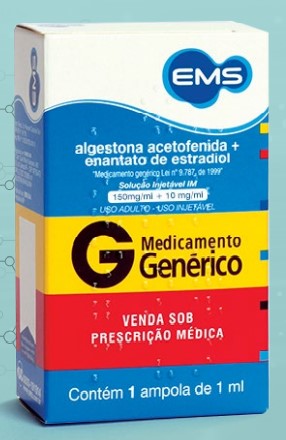 EMS
algestona acetofenida +
enantato de estradiol
"Medicamento genérico Lei nº 9.787, de 1999"
Solução Injetável IM
150mg/ml + 10 mg/ml
USO ADULTO - USO INJETÁVEL
G Medicamento
Genérico
VENDA SOB
PRESCRIÇÃO MÉDICA
Contém 1 ampola de 1 ml